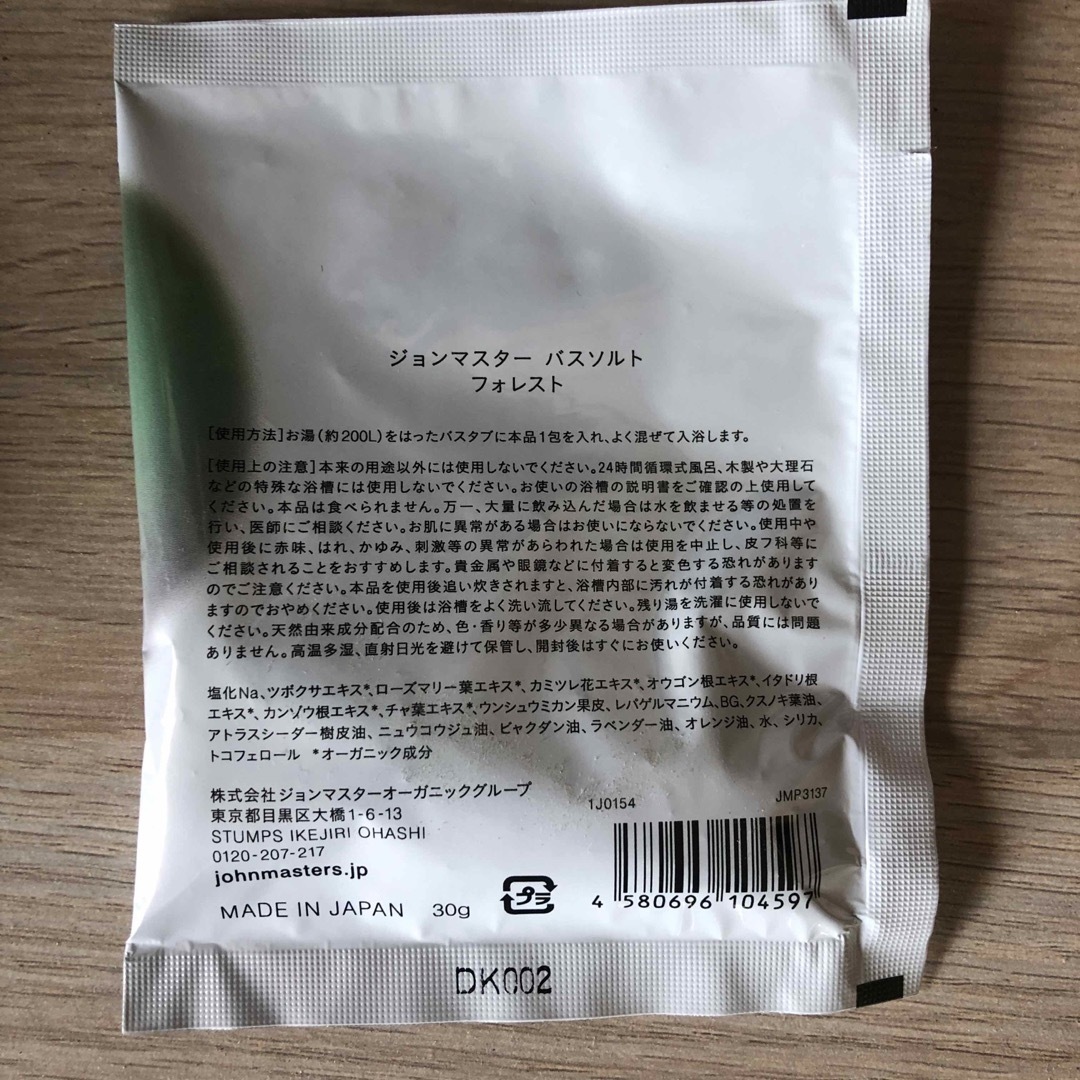 ジョンマスター バスソルト
フォレスト
[使用方法]お湯(約200L)をはったバスタブに本品1包を入れ、よく混ぜて入浴します。
[使用上の注意]本来の用途以外には使用しないでください。24時間循環式風呂、木製や大理石
などの特殊な浴槽には使用しないでください。お使いの浴槽の説明書をご確認の上使用して
ください。本品は食べられません。万一、大量に飲み込んだ場合は水を飲ませる等の処置を
行い、医師にご相談ください。お肌に異常がある場合はお使いにならないでください。使用中や
使用後に赤味、はれ、かゆみ、刺激等の異常があらわれた場合は使用を中止し、皮フ科等に
ご相談されることをおすすめします。貴金属や眼鏡などに付着すると変色する恐れがあります
のでご注意ください。本品を使用後追い炊きされますと、浴槽内部に汚れが付着する恐れがあり
ますのでおやめください。使用後は浴槽をよく洗い流してください。残り湯を洗濯に使用しないで
ください。天然由来成分配合のため、色・香り等が多少異なる場合がありますが、品質には問題
ありません。高温多湿、直射日光を避けて保管し、開封後はすぐにお使いください。
塩化Na、ツボクサエキス*、ローズマリー葉エキス*、カミツレ花エキス*、オウゴン根エキス*、イタドリ根
エキス*、カンゾウ根エキス*、チャ葉エキス*、ウンシュウミカン果皮、レパゲルマニウム、BG、クスノキ葉油、
アトラスシーダー樹皮油、ニュウコウジュ油、ビャクダン油、ラベンダー油、オレンジ油、水、シリカ、
トコフェロール *オーガニック成分
株式会社ジョンマスターオーガニックグループ
東京都目黒区大橋1-6-13
STUMPS IKEJIRI OHASHI
0120-207-217
johnmasters.jp
MADE IN JAPAN 30g
プラ
1J0154 JMP3137
4 580696 104597
DK002